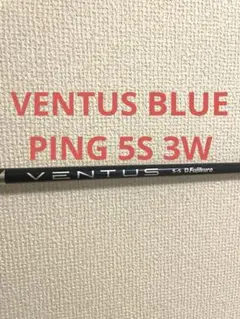 VENTUS BLUE
PING 5S 3W
VENTUS 5-S Fujikura